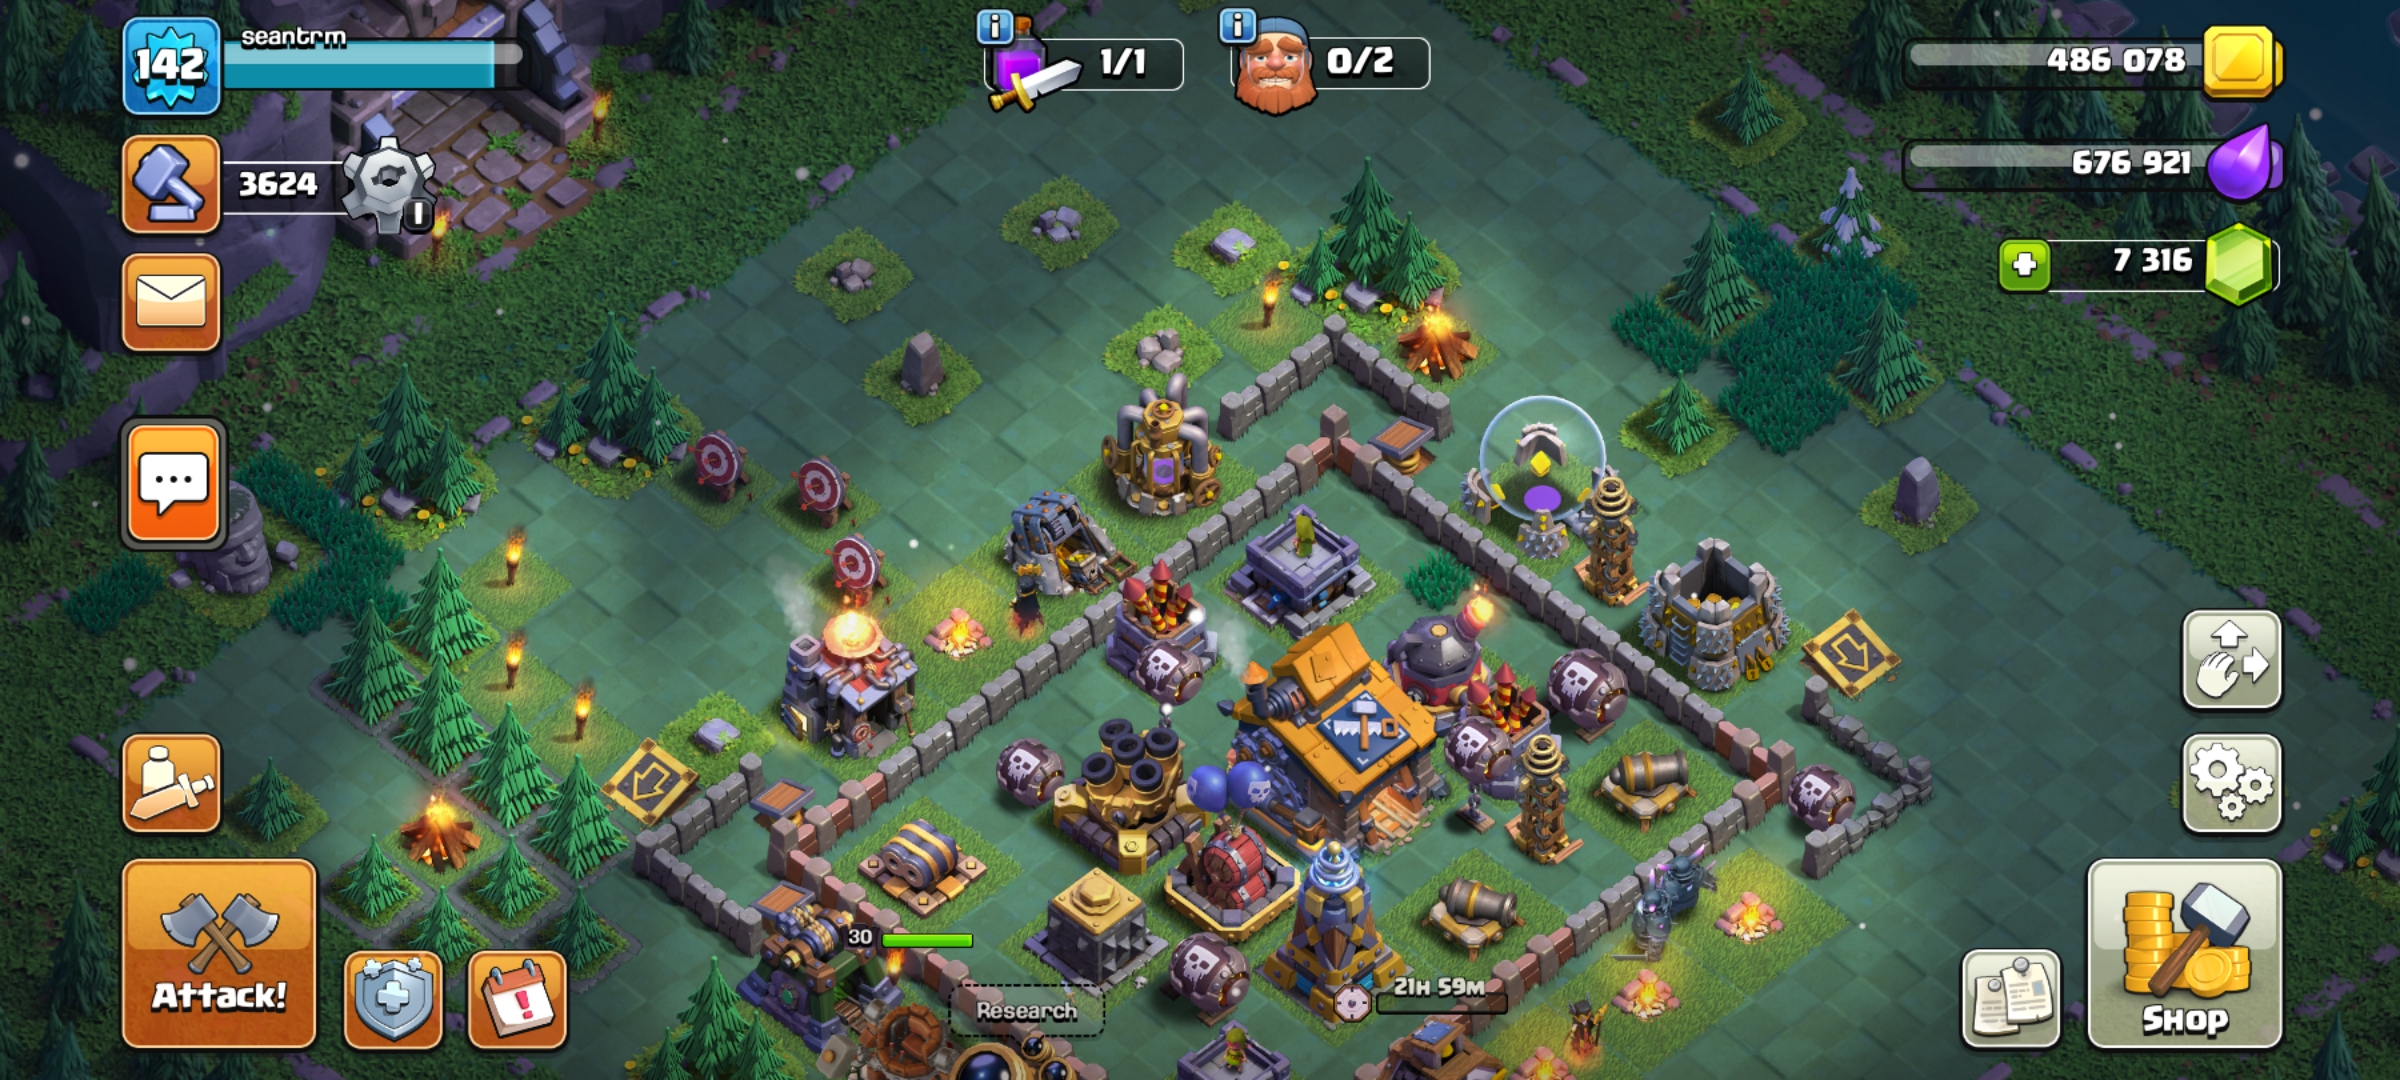 142
seantrm
1/1
0/2
486 078
3624
I
676 921
7 316
30
Research
21H 59M
Attack!
Shop